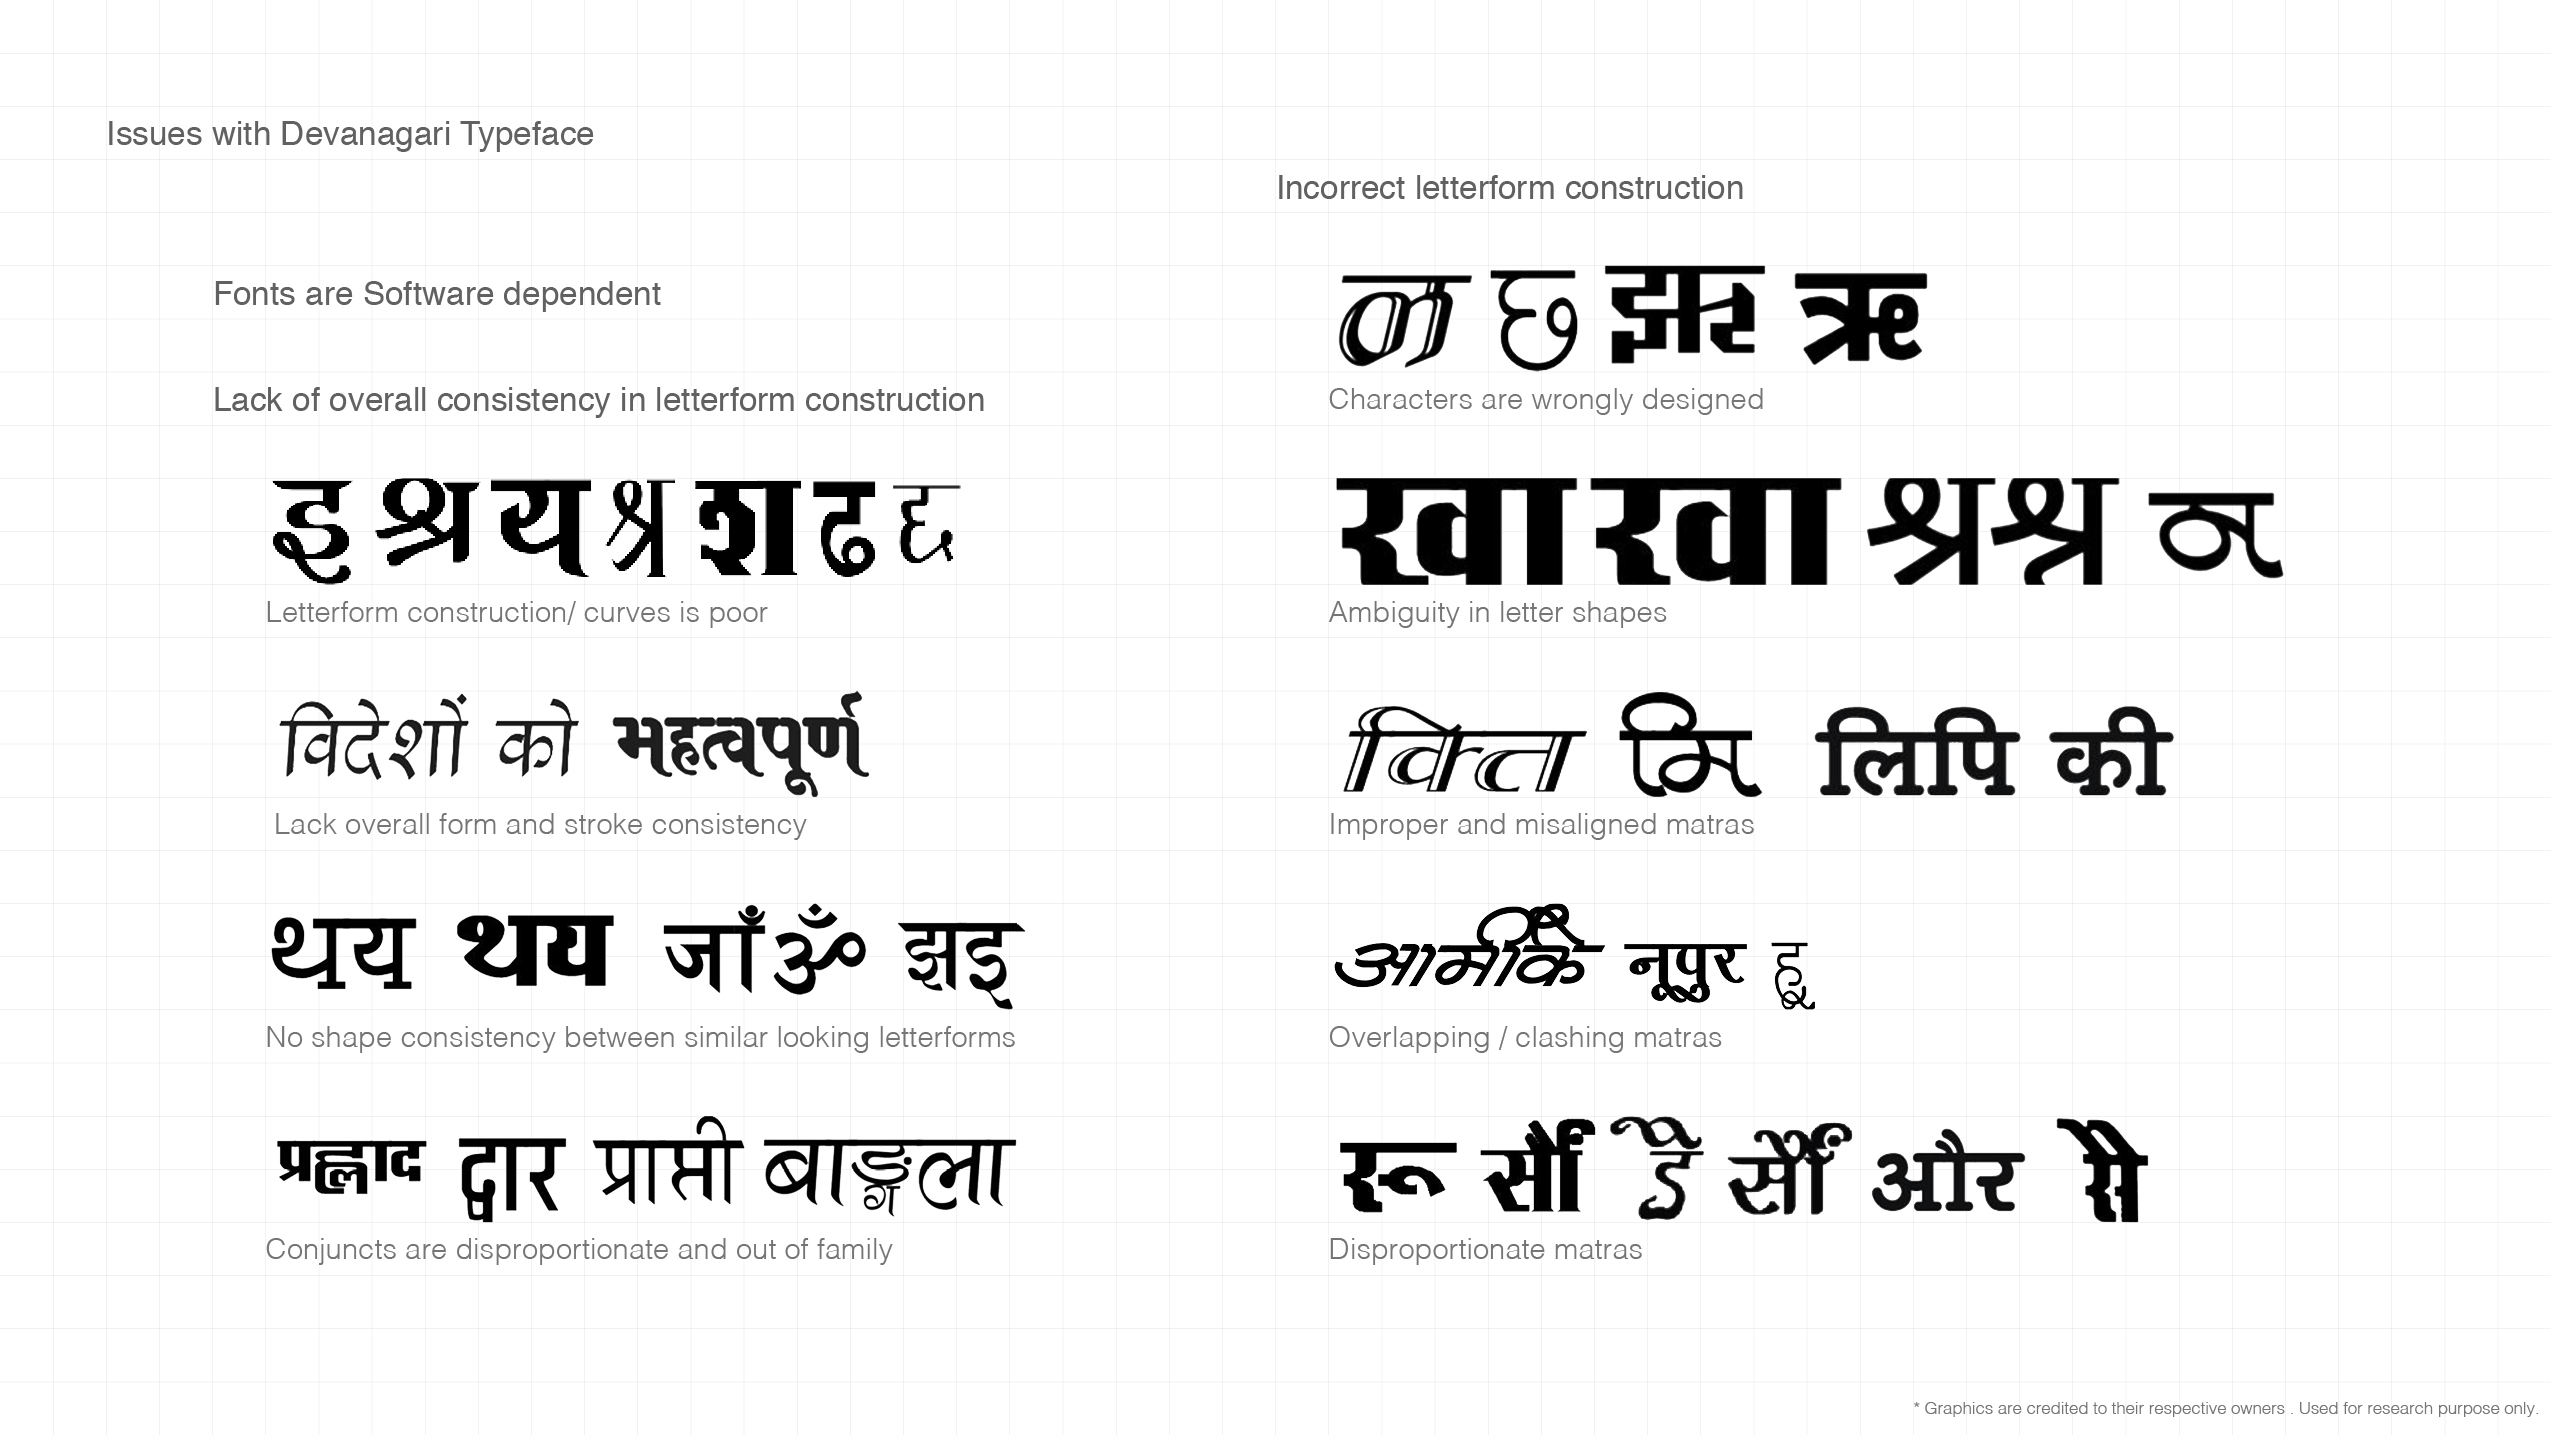 Issues with Devanagari Typeface
Fonts are Software dependent
Lack of overall consistency in letterform construction
इ श्र य श्र श ढ द्द
Letterform construction/ curves is poor
विदेशों को महत्वपूर्ण
Lack overall form and stroke consistency
थय थय जाँ ॐ झइ
No shape consistency between similar looking letterforms
प्रह्लाद द्वार प्राप्ती बाङ्गला
Conjuncts are disproportionate and out of family
Incorrect letterform construction
छ ऋ
Characters are wrongly designed
खा खा श्र श्न
Ambiguity in letter shapes
लिपि की
Improper and misaligned matras
नूपुर हू
Overlapping / clashing matras
रू सौं डै सौं और
Disproportionate matras
* Graphics are credited to their respective owners . Used for research purpose only.